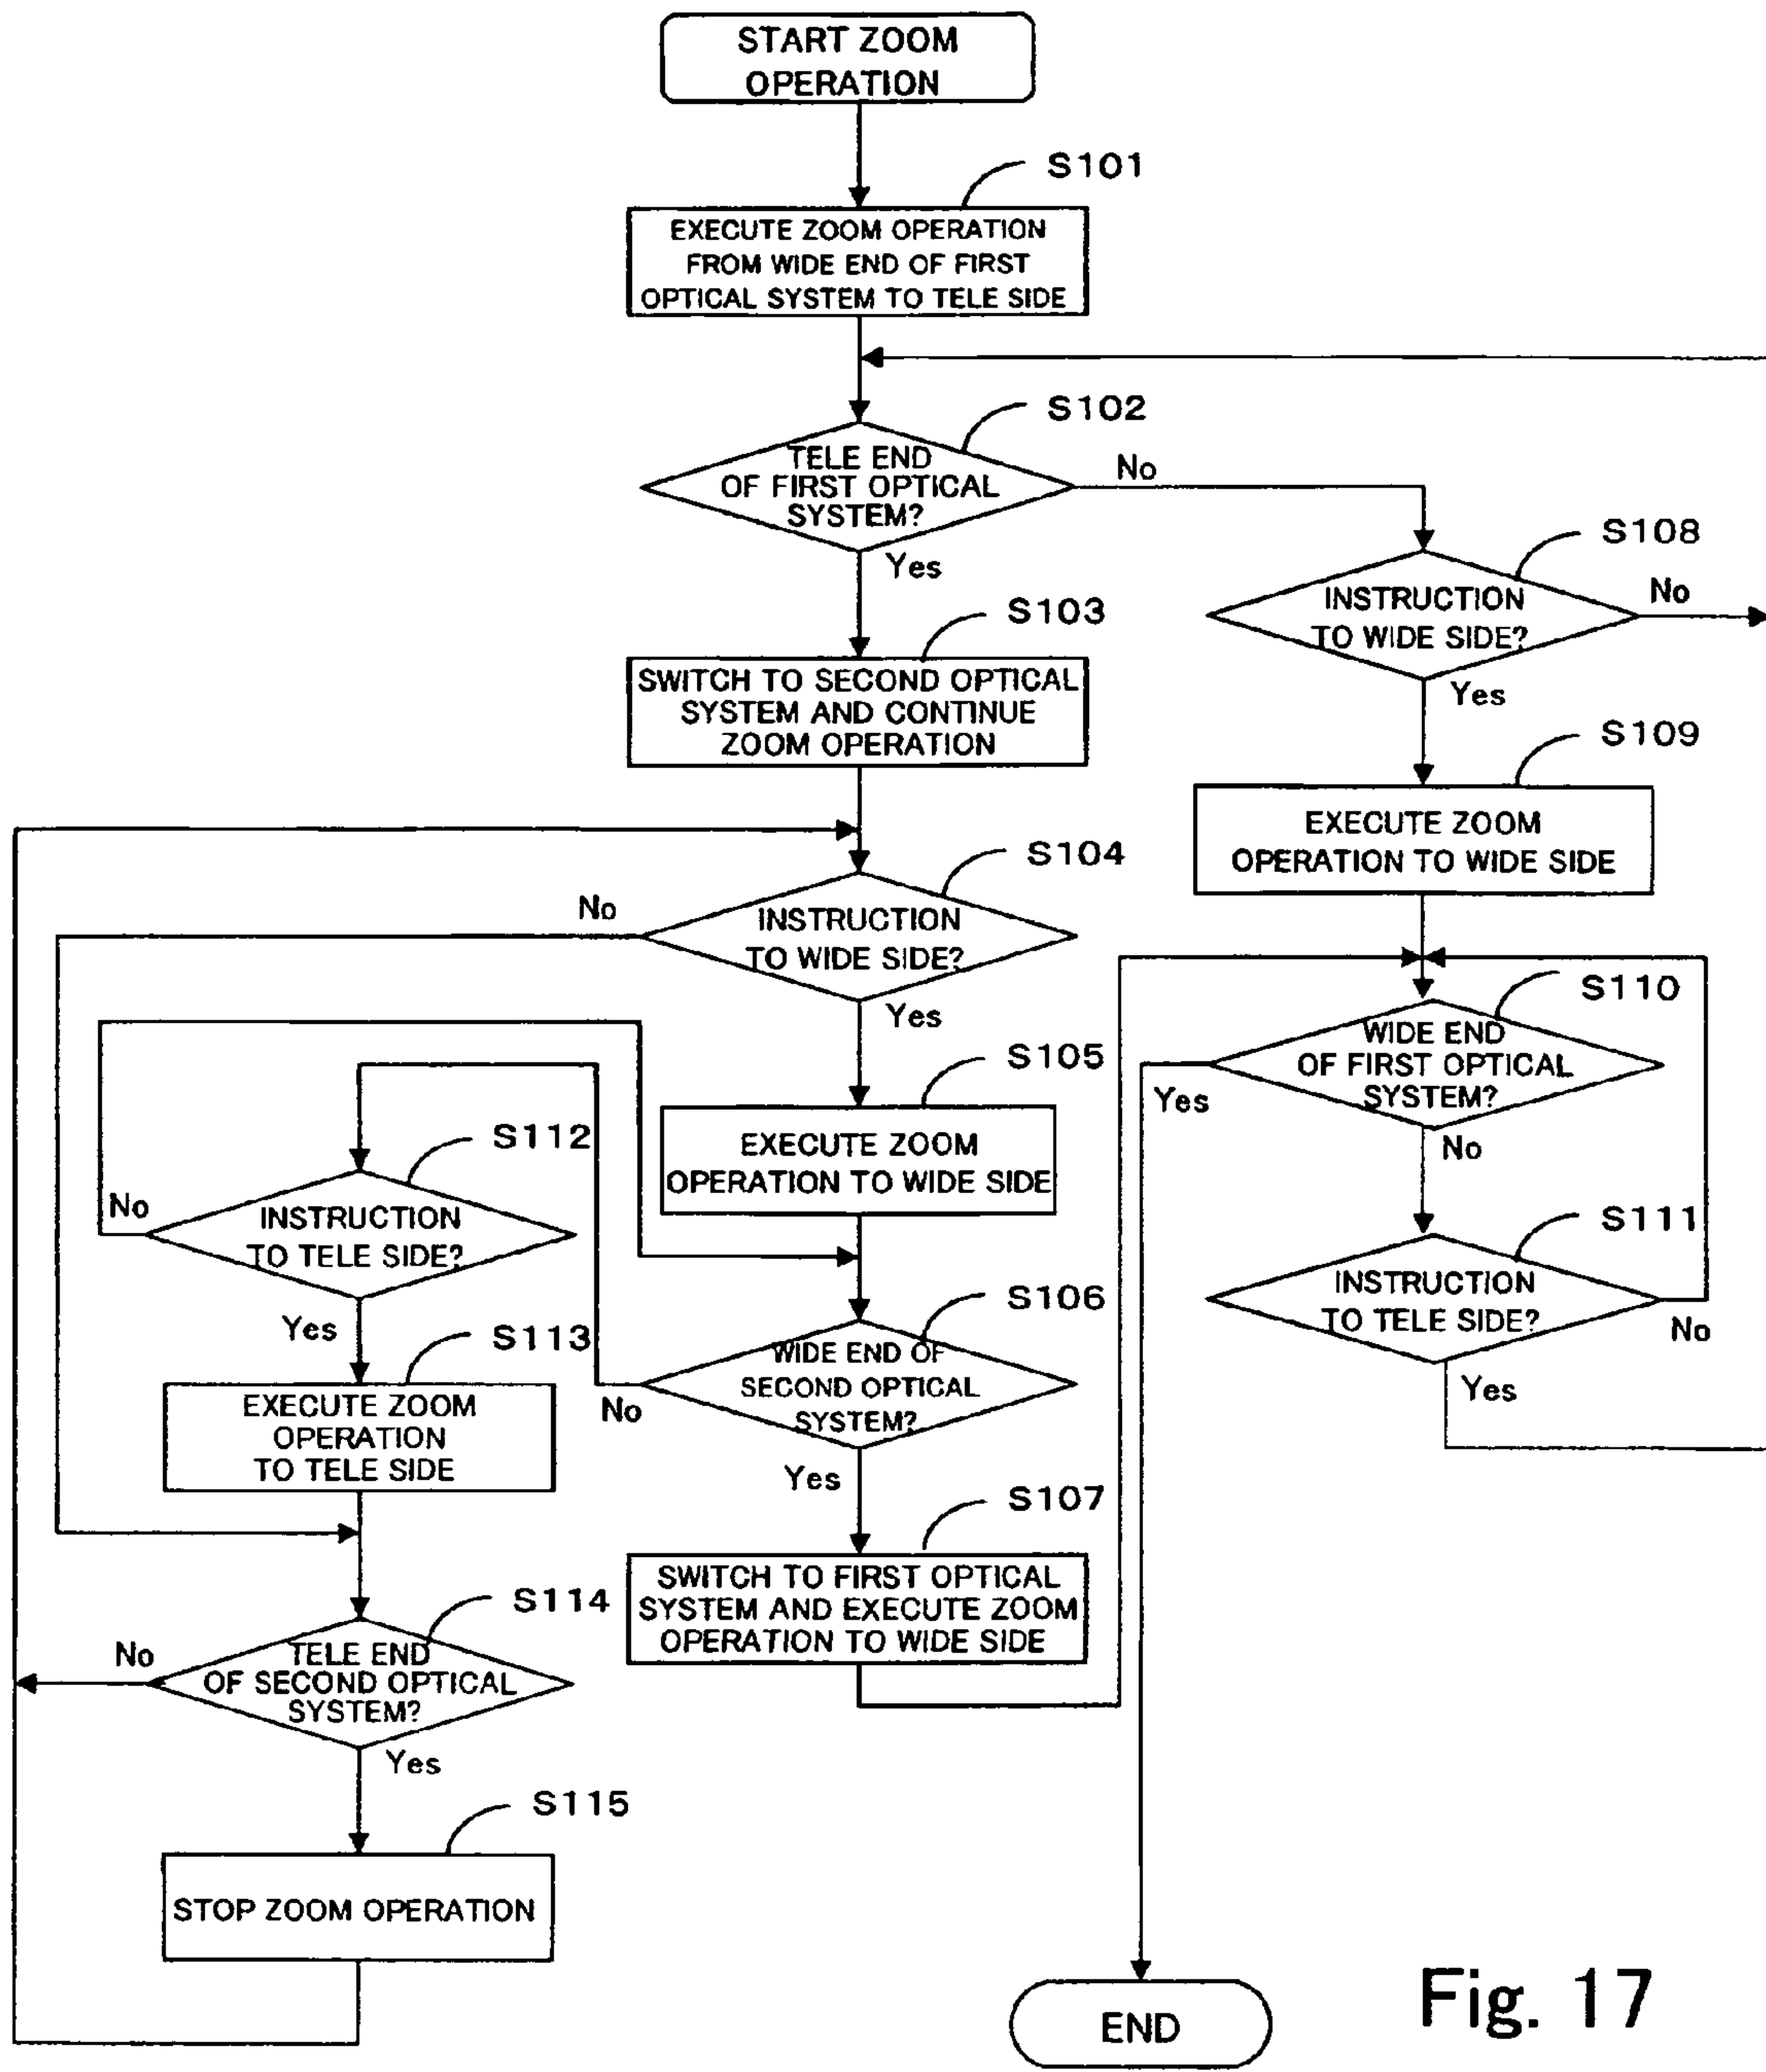 START ZOOM
OPERATION
S101
EXECUTE ZOOM OPERATION
FROM WIDE END OF FIRST
OPTICAL SYSTEM TO TELE SIDE
S102
TELE END
OF FIRST OPTICAL
SYSTEM?
No
Yes
S108
INSTRUCTION
TO WIDE SIDE?
No
Yes
S103
SWITCH TO SECOND OPTICAL
SYSTEM AND CONTINUE
ZOOM OPERATION
S109
EXECUTE ZOOM
OPERATION TO WIDE SIDE
S104
INSTRUCTION
TO WIDE SIDE?
No
Yes
S110
WIDE END
OF FIRST OPTICAL
SYSTEM?
Yes
No
S105
EXECUTE ZOOM
OPERATION TO WIDE SIDE
S112
INSTRUCTION
TO TELE SIDE?
No
Yes
S111
INSTRUCTION
TO TELE SIDE?
No
Yes
S106
WIDE END OF
SECOND OPTICAL
SYSTEM?
No
Yes
S113
EXECUTE ZOOM
OPERATION
TO TELE SIDE
S107
SWITCH TO FIRST OPTICAL
SYSTEM AND EXECUTE ZOOM
OPERATION TO WIDE SIDE
S114
TELE END
OF SECOND OPTICAL
SYSTEM?
No
Yes
S115
STOP ZOOM OPERATION
END
Fig. 17